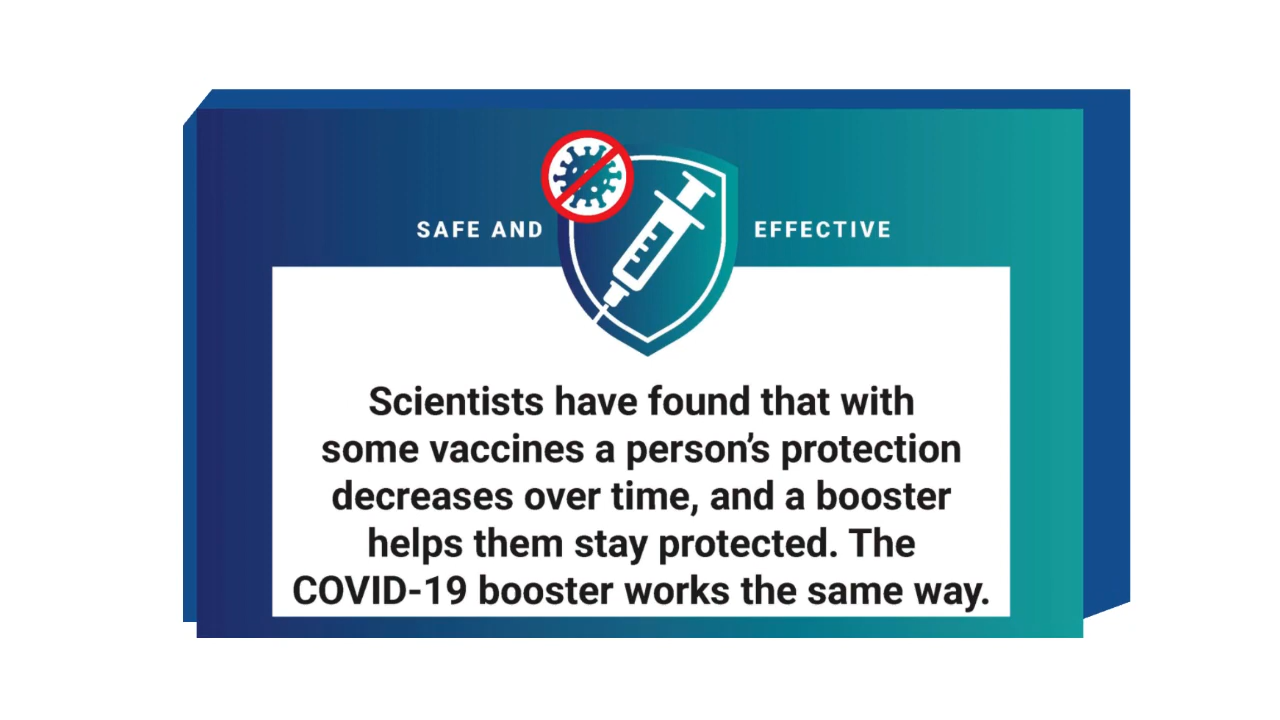 SAFE AND EFFECTIVE
Scientists have found that with
some vaccines a person’s protection
decreases over time, and a booster
helps them stay protected. The
COVID-19 booster works the same way.